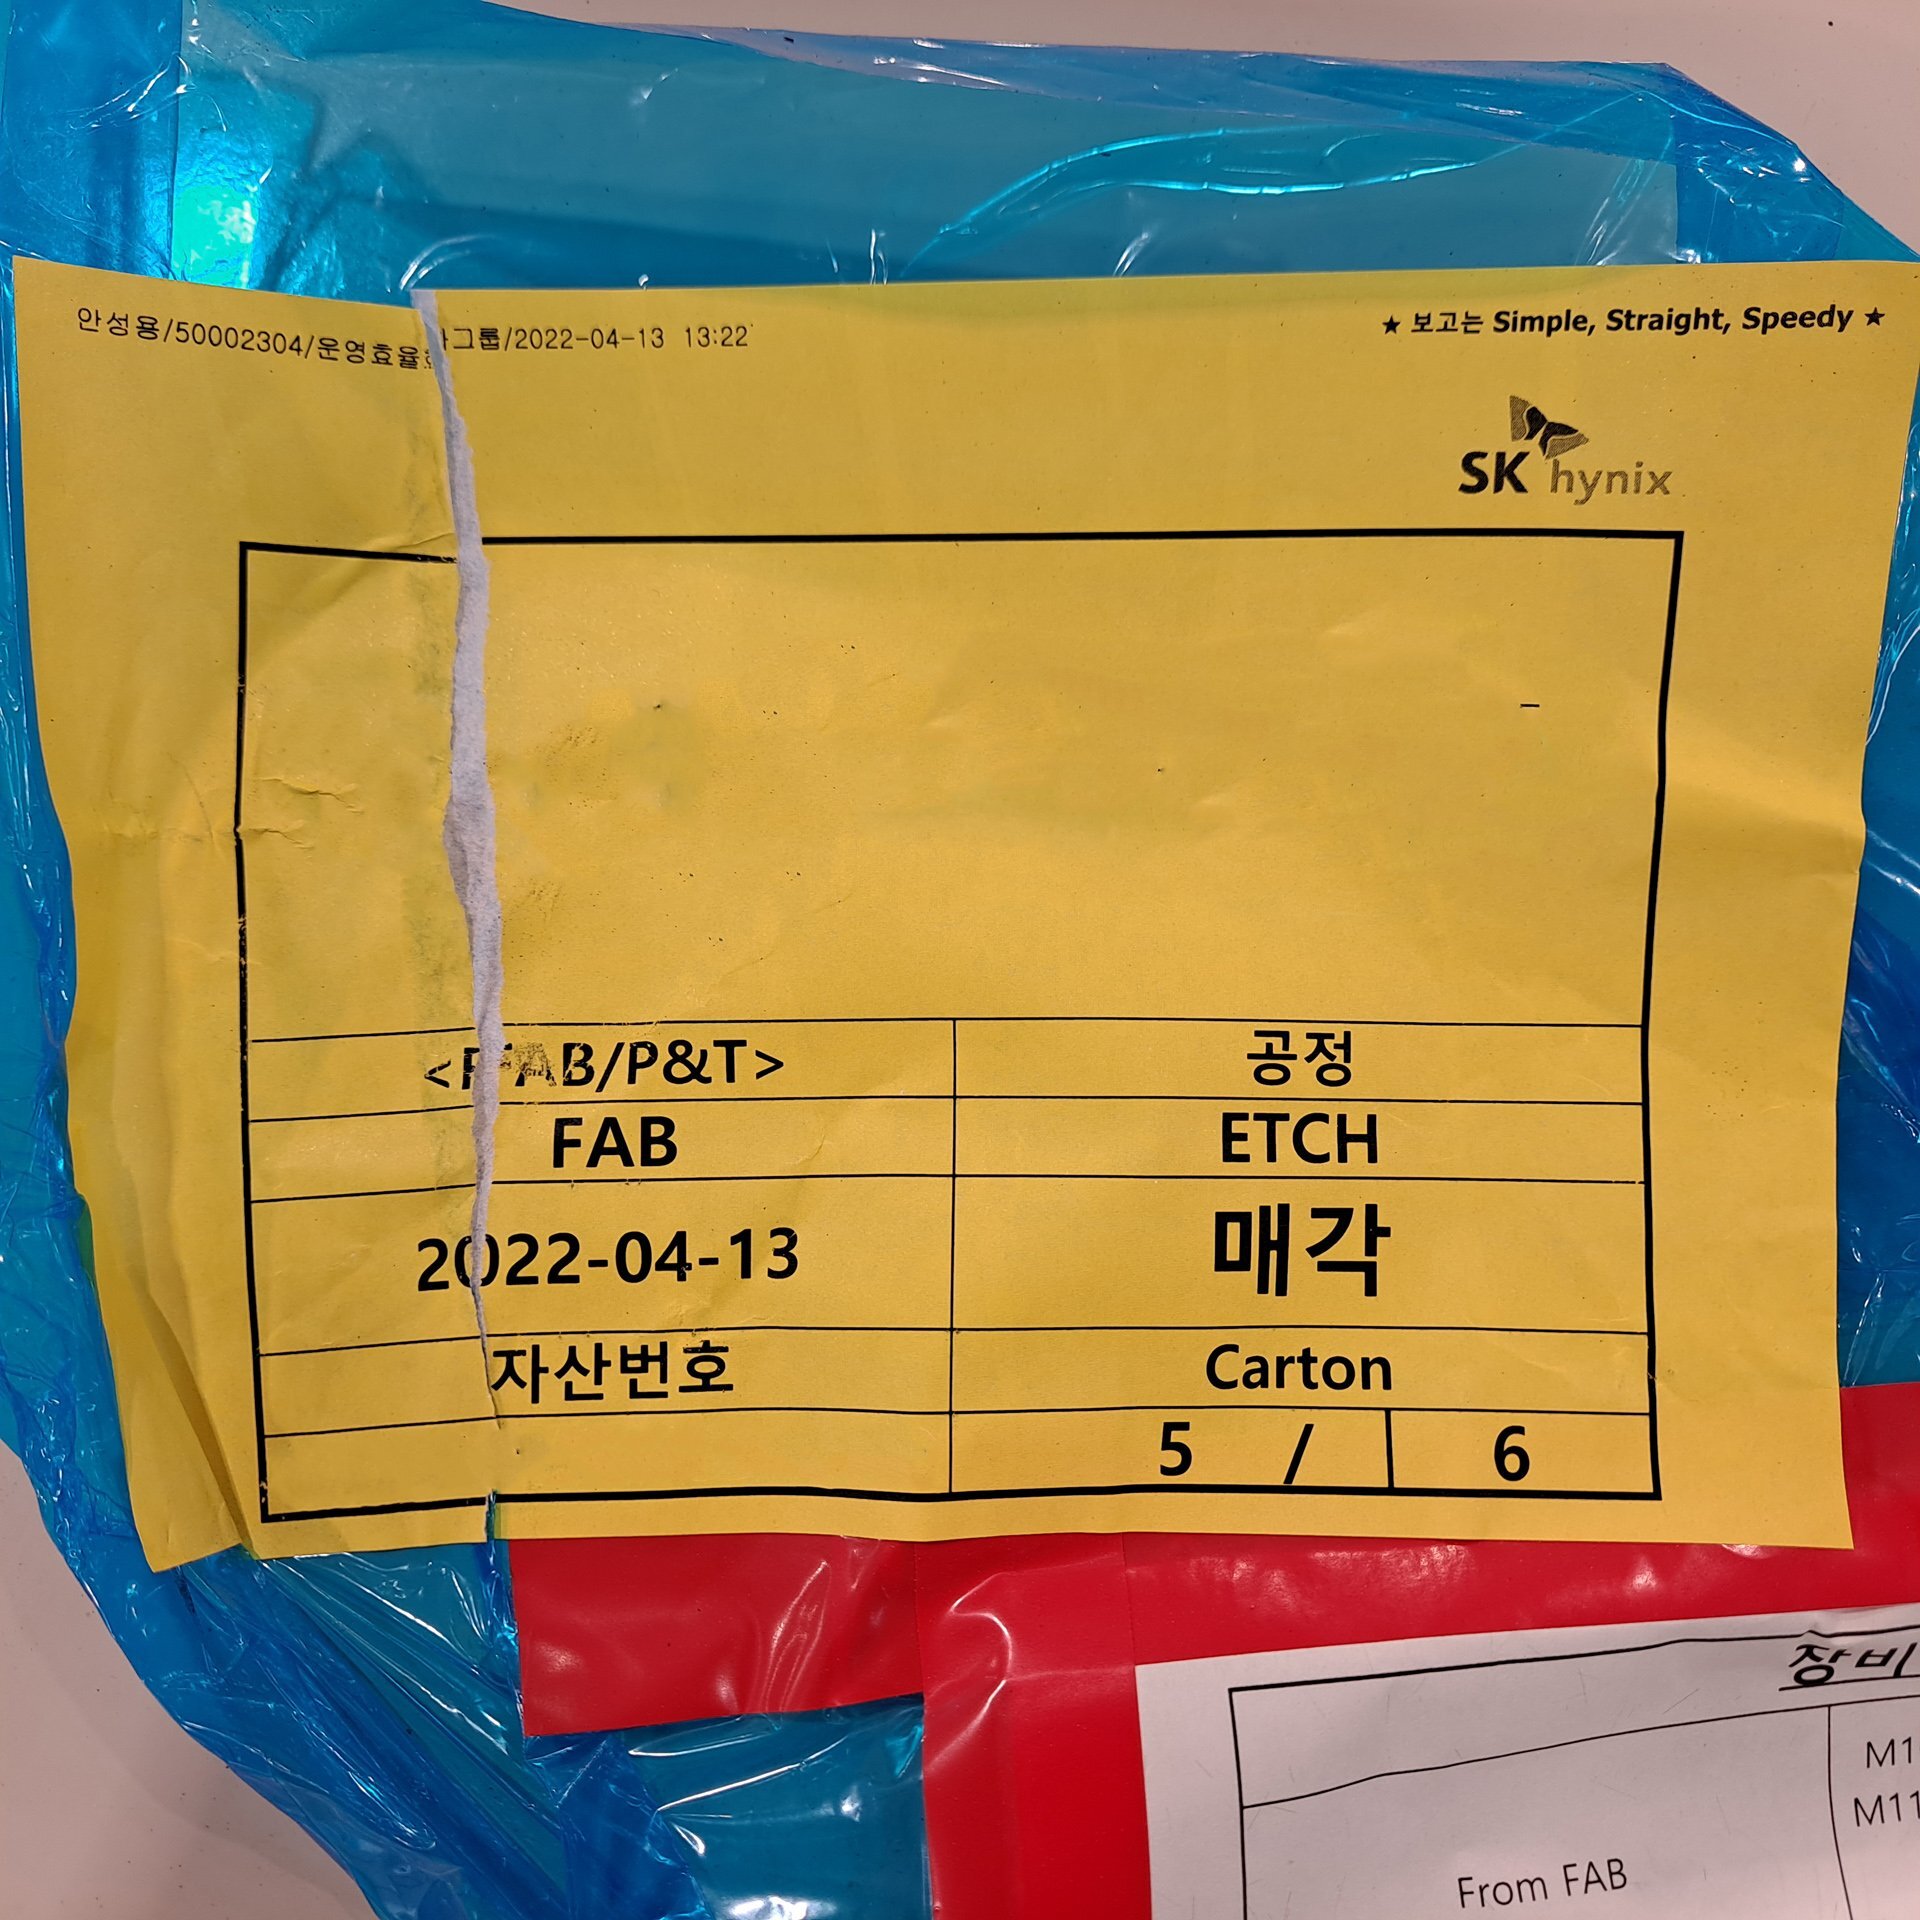 안성용/50002304/운영효율화그룹/2022-04-13 13:22
★ 보고는 Simple, Straight, Speedy ★
SK hynix
-
<FAB/P&T>
공정
FAB
ETCH
2022-04-13
매각
자산번호
Carton
5 / 6
장비
M1
M11
From FAB